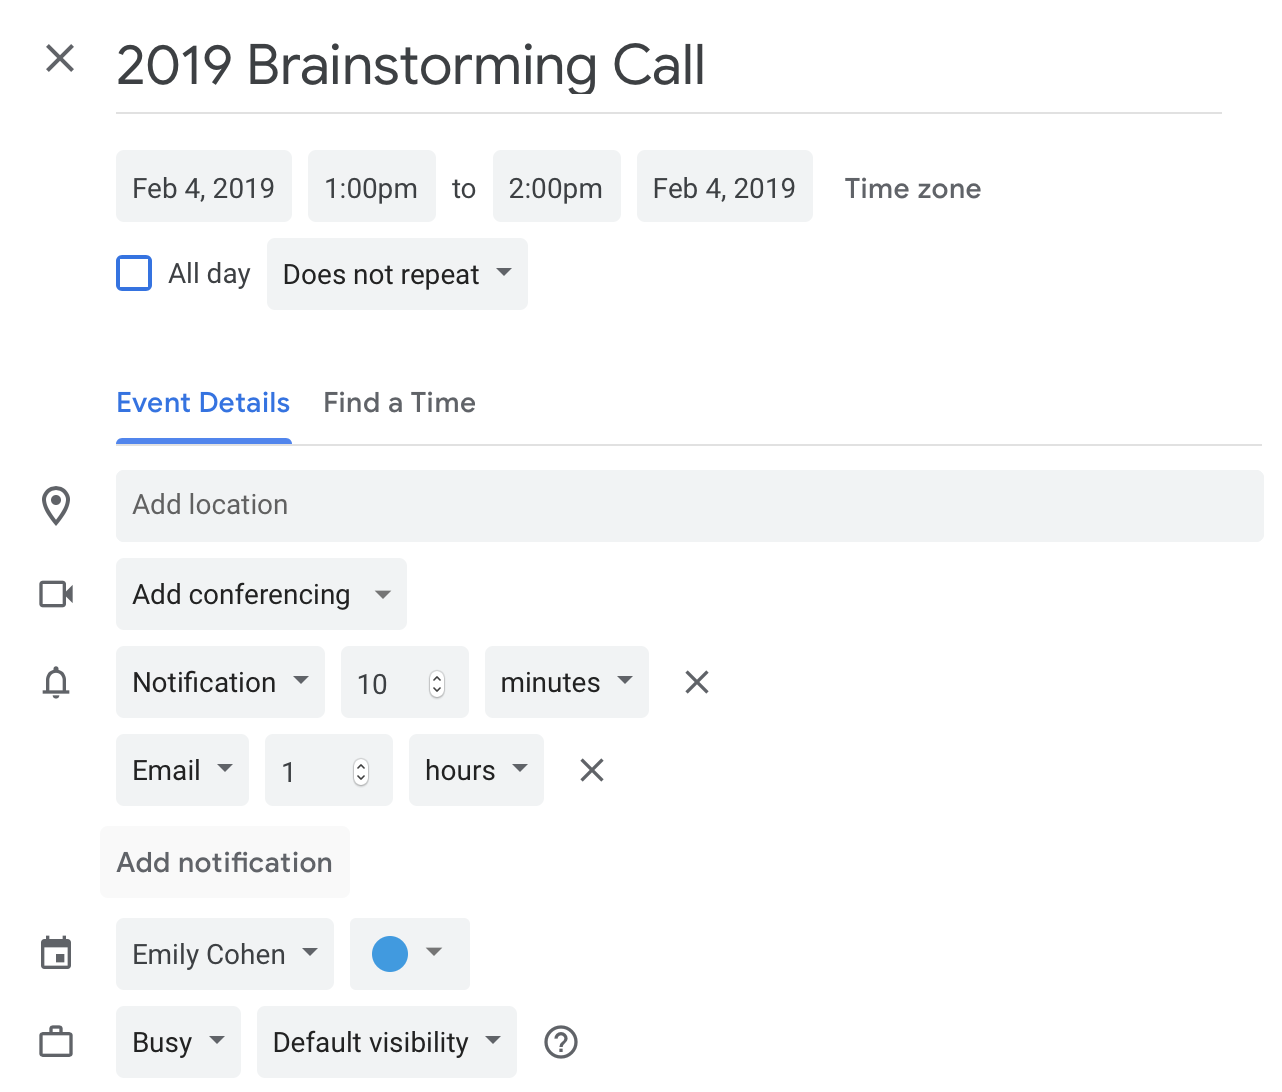 2019 Brainstorming Call
Feb 4, 2019 1:00pm to 2:00pm Feb 4, 2019 Time zone
All day Does not repeat
Event Details Find a Time
Add location
Add conferencing
Notification 10 minutes
Email 1 hours
Add notification
Emily Cohen
Busy Default visibility ?